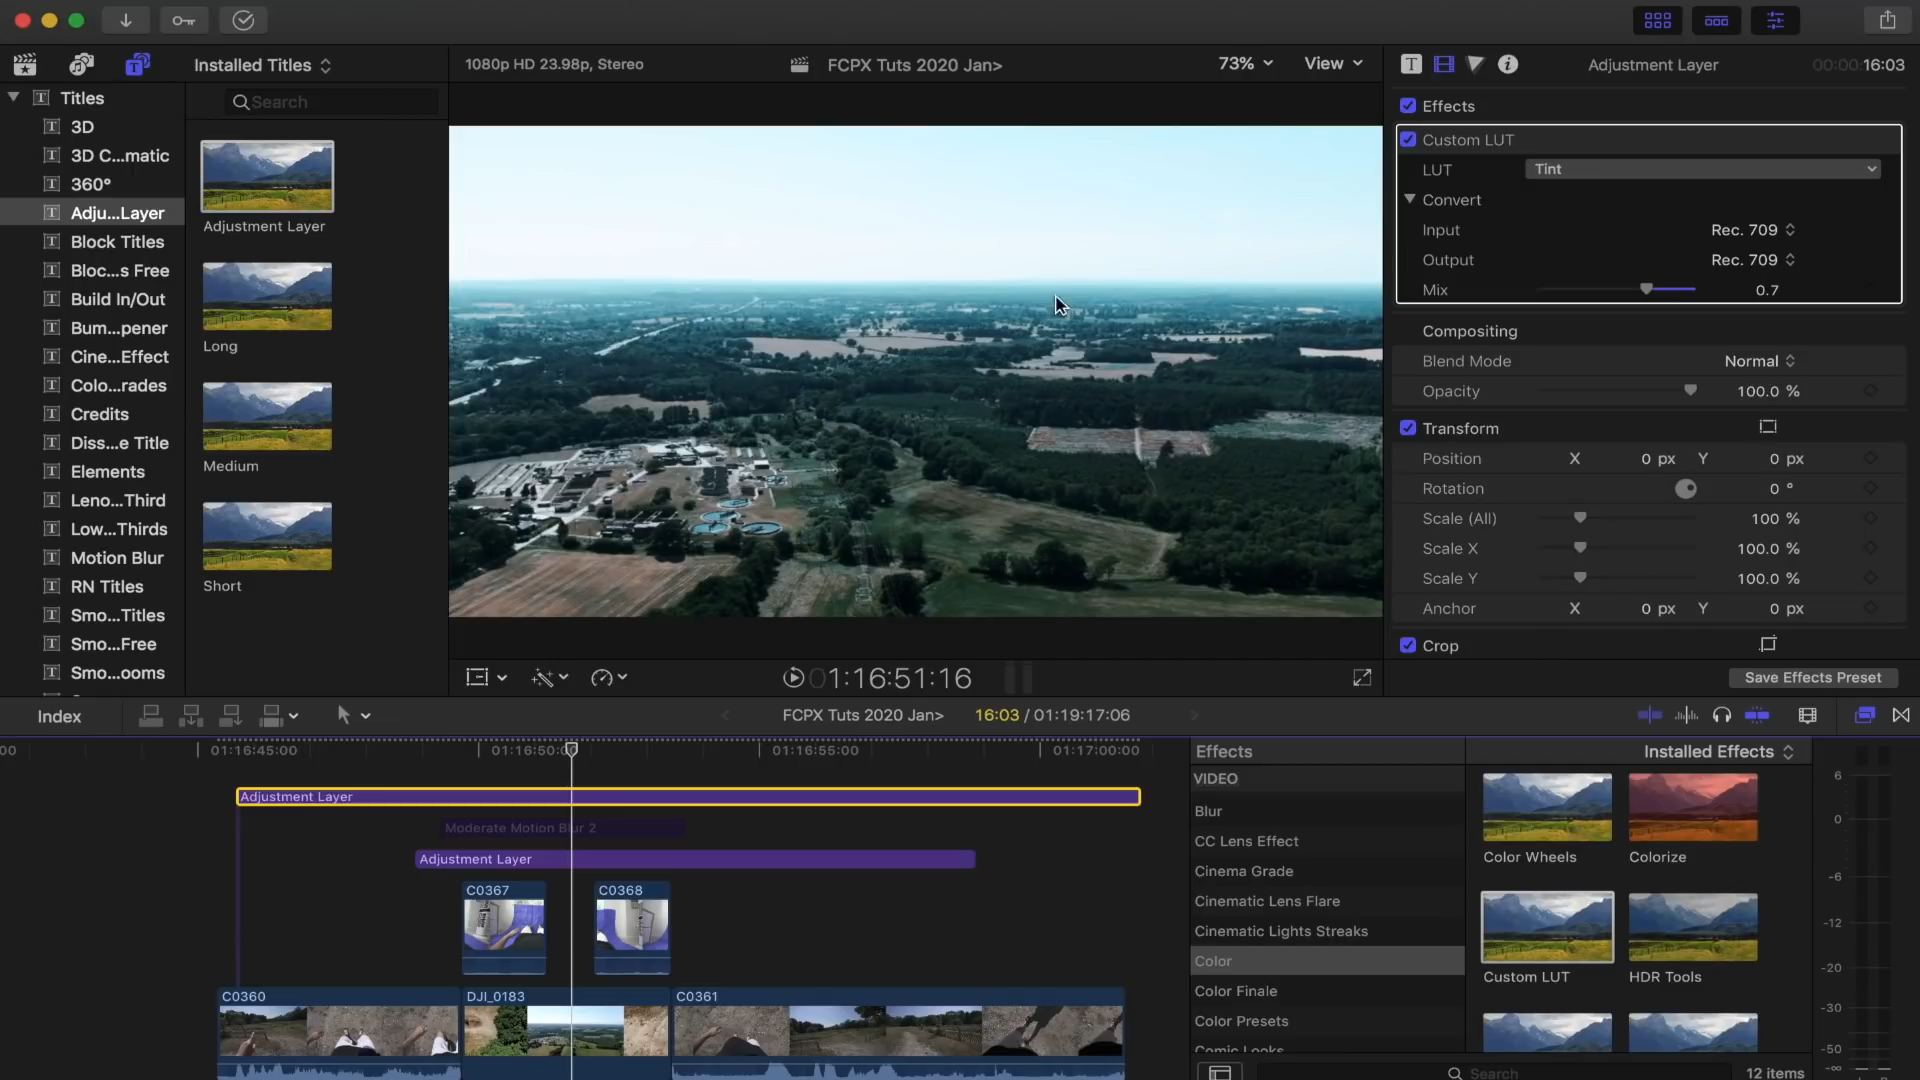 Installed Titles
1080p HD 23.98p, Stereo
FCPX Tuts 2020 Jan>
73%
View
Adjustment Layer
00:00:16:03
Titles
3D
3D C...matic
360°
Adju...Layer
Block Titles
Bloc...s Free
Build In/Out
Bum...pener
Cine...Effect
Colo...rades
Credits
Diss...e Title
Elements
Leno...Third
Low...Thirds
Motion Blur
RN Titles
Smo...Titles
Smo...Free
Smo...ooms
Search
Adjustment Layer
Long
Medium
Short
Effects
Custom LUT
LUT
Tint
Convert
Input
Rec. 709
Output
Rec. 709
Mix
0.7
Compositing
Blend Mode
Normal
Opacity
100.0 %
Transform
Position
X
0 px
Y
0 px
Rotation
0 °
Scale (All)
100 %
Scale X
100.0 %
Scale Y
100.0 %
Anchor
X
0 px
Y
0 px
Crop
Save Effects Preset
01:16:51:16
Index
FCPX Tuts 2020 Jan>
16:03 / 01:19:17:06
00
01:16:45:00
01:16:50:00
01:16:55:00
01:17:00:00
Adjustment Layer
Moderate Motion Blur 2
Adjustment Layer
C0367
C0368
C0360
DJI_0183
C0361
Effects
Installed Effects
VIDEO
Blur
CC Lens Effect
Cinema Grade
Cinematic Lens Flare
Cinematic Lights Streaks
Color
Color Finale
Color Presets
Comic Looks
Color Wheels
Colorize
Custom LUT
HDR Tools
Search
12 items
6
0
-6
-12
-20
-30
-50
-∞